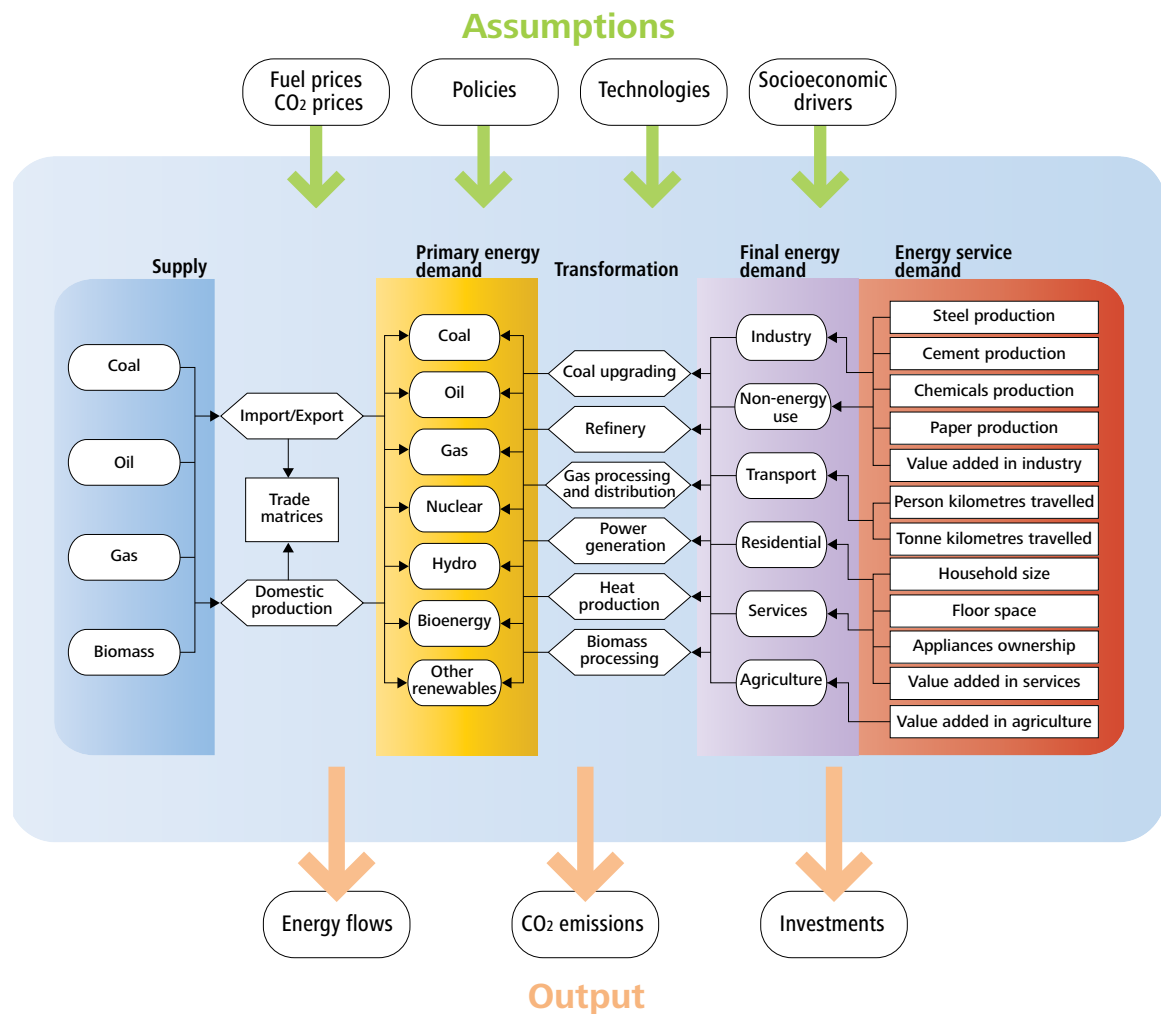 Assumptions
Fuel prices
CO2 prices
Policies
Technologies
Socioeconomic
drivers
Supply
Primary energy
demand
Transformation
Final energy
demand
Energy service
demand
Coal
Oil
Gas
Biomass
Import/Export
Trade
matrices
Domestic
production
Coal
Oil
Gas
Nuclear
Hydro
Bioenergy
Other
renewables
Coal upgrading
Refinery
Gas processing
and distribution
Power
generation
Heat
production
Biomass
processing
Industry
Non-energy
use
Transport
Residential
Services
Agriculture
Steel production
Cement production
Chemicals production
Paper production
Value added in industry
Person kilometres travelled
Tonne kilometres travelled
Household size
Floor space
Appliances ownership
Value added in services
Value added in agriculture
Energy flows
CO2 emissions
Investments
Output